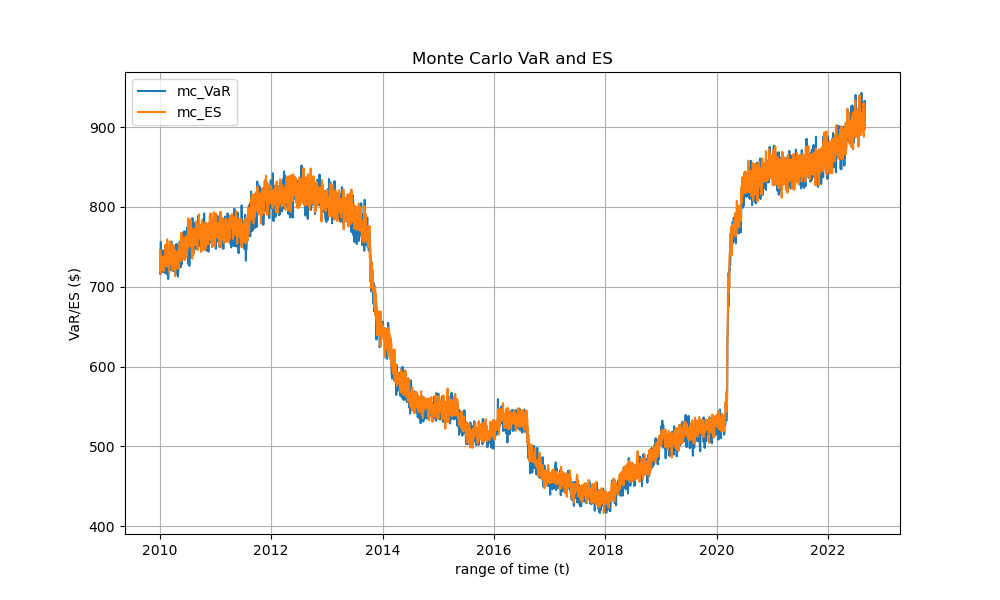 Monte Carlo VaR and ES
mc_VaR
mc_ES
VaR/ES ($)
900
800
700
600
500
400
2010
2012
2014
2016
2018
2020
2022
range of time (t)